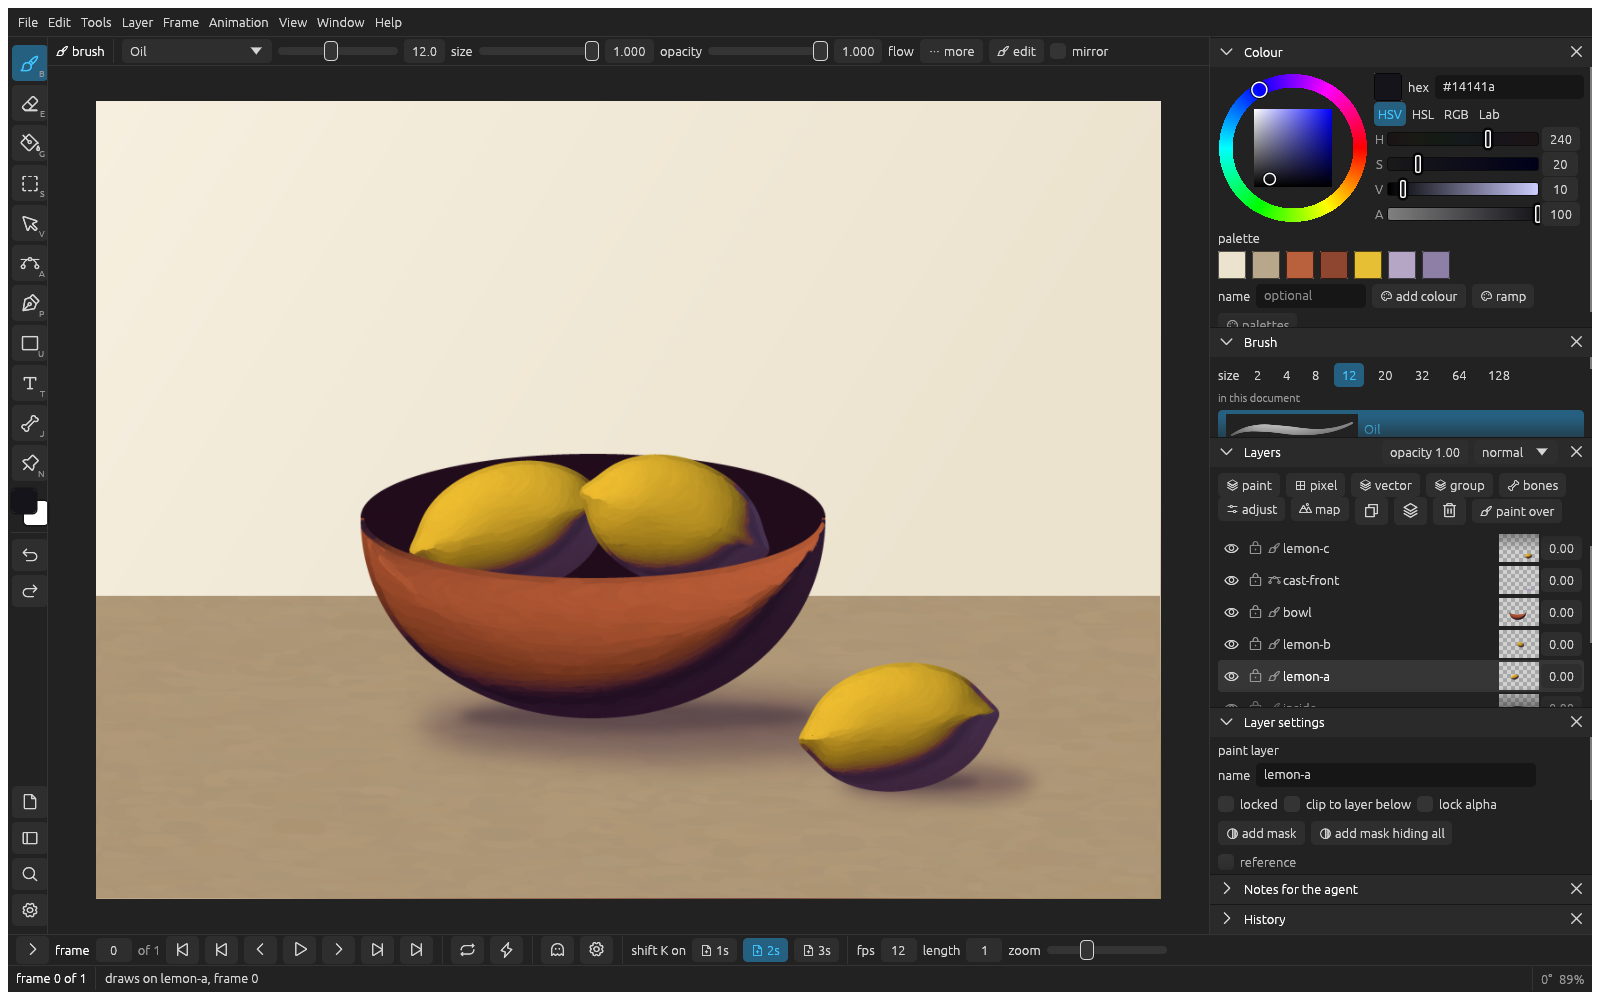 File Edit Tools Layer Frame Animation View Window Help
brush Oil 12.0 size 1.000 opacity 1.000 flow ··· more edit mirror
B
E
G
S
V
A
P
U
T
J
N
Colour
hex #14141a
HSV HSL RGB Lab
H 240
S 20
V 10
A 100
palette
name optional add colour ramp
palettes
Brush
size 2 4 8 12 20 32 64 128
in this document
Oil
Layers opacity 1.00 normal
paint pixel vector group bones
adjust map paint over
lemon-c 0.00
cast-front 0.00
bowl 0.00
lemon-b 0.00
lemon-a 0.00
Layer settings
paint layer
name lemon-a
locked clip to layer below lock alpha
add mask add mask hiding all
reference
Notes for the agent
History
frame 0 of 1 shift K on 1s 2s 3s fps 12 length 1 zoom
frame 0 of 1 draws on lemon-a, frame 0 0° 89%